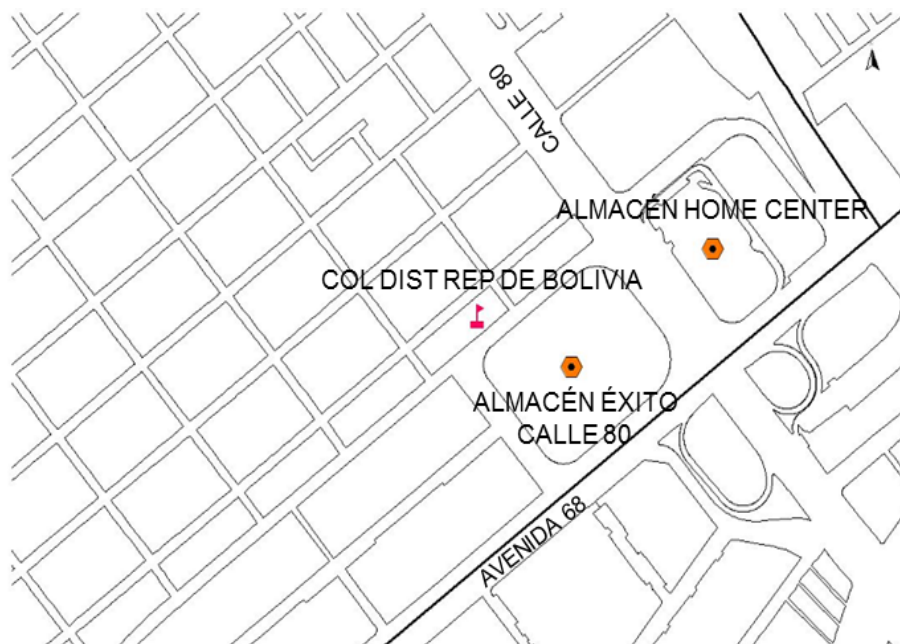 CALLE 80
ALMACÉN HOME CENTER
COL DIST REP DE BOLIVIA
ALMACÉN ÉXITO
CALLE 80
AVENIDA 68